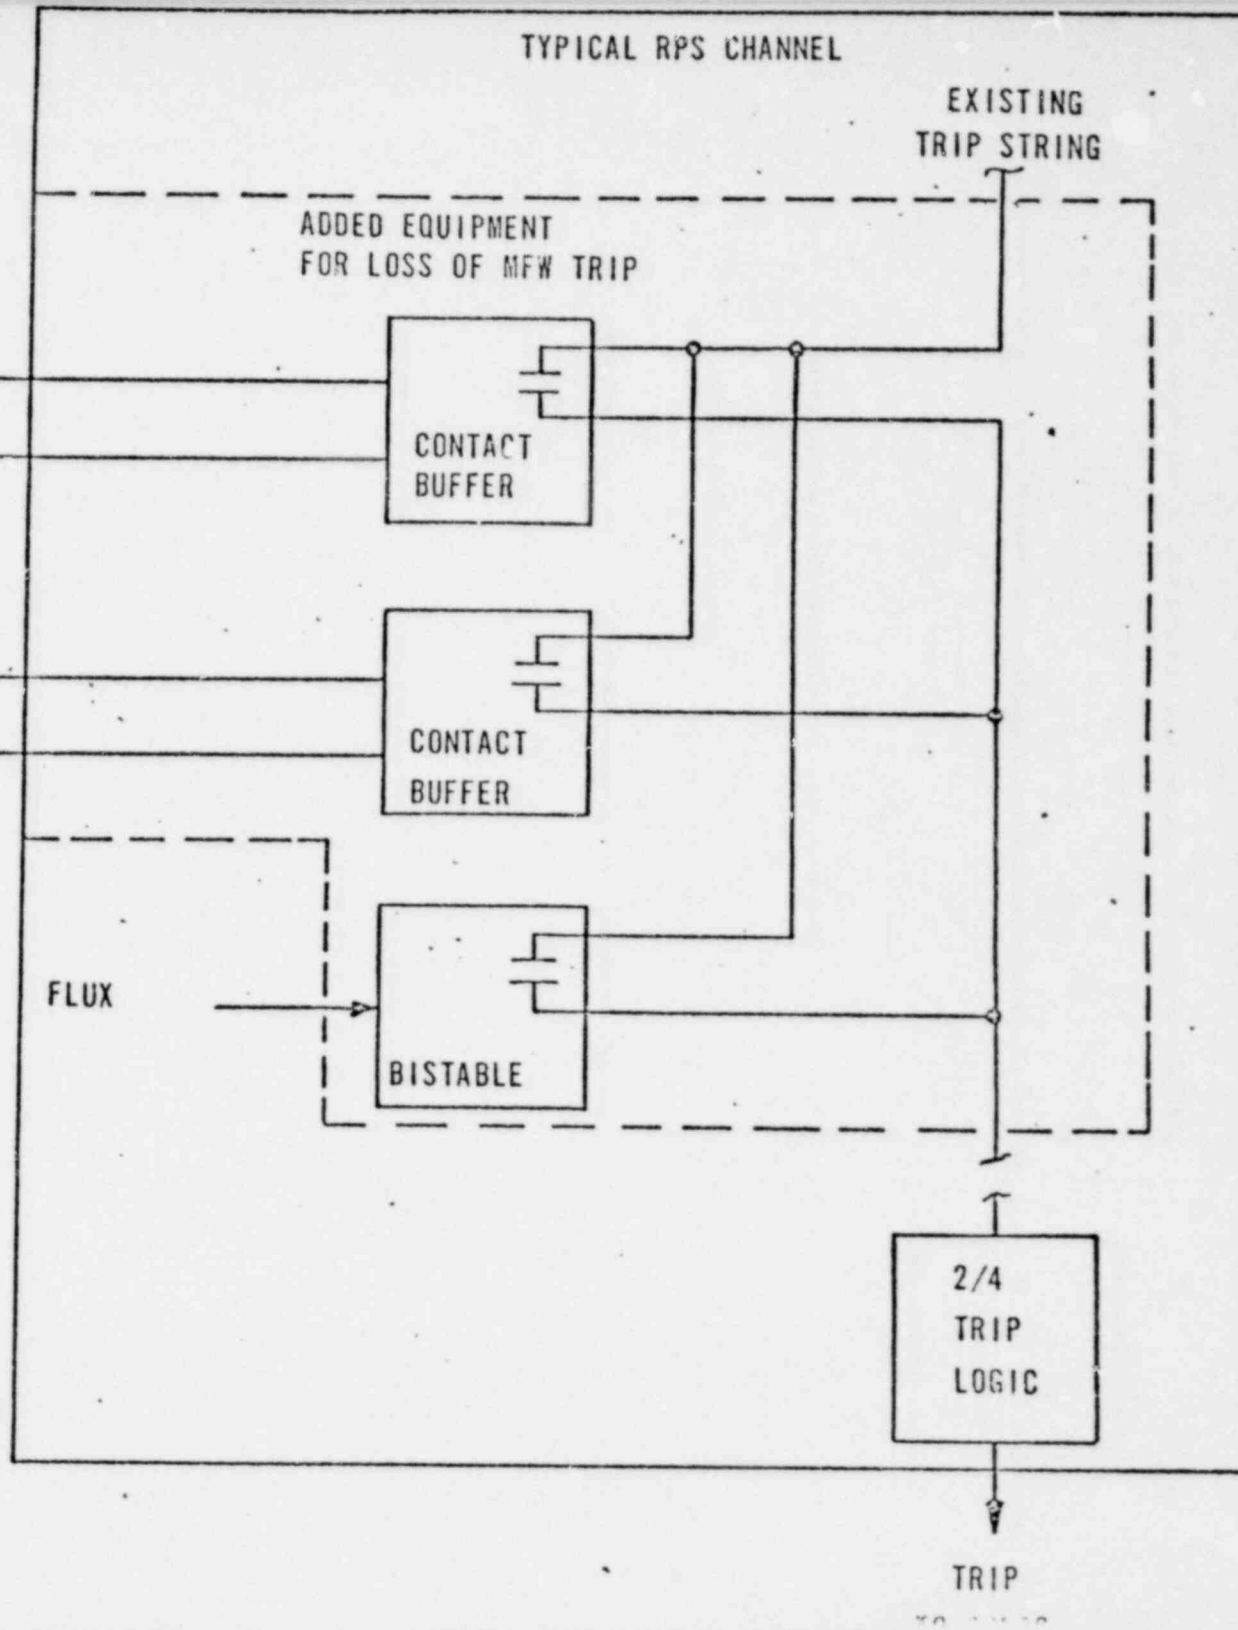 TYPICAL RPS CHANNEL
EXISTING
TRIP STRING
ADDED EQUIPMENT
FOR LOSS OF MFW TRIP
CONTACT
BUFFER
CONTACT
BUFFER
FLUX
BISTABLE
2/4
TRIP
LOGIC
TRIP